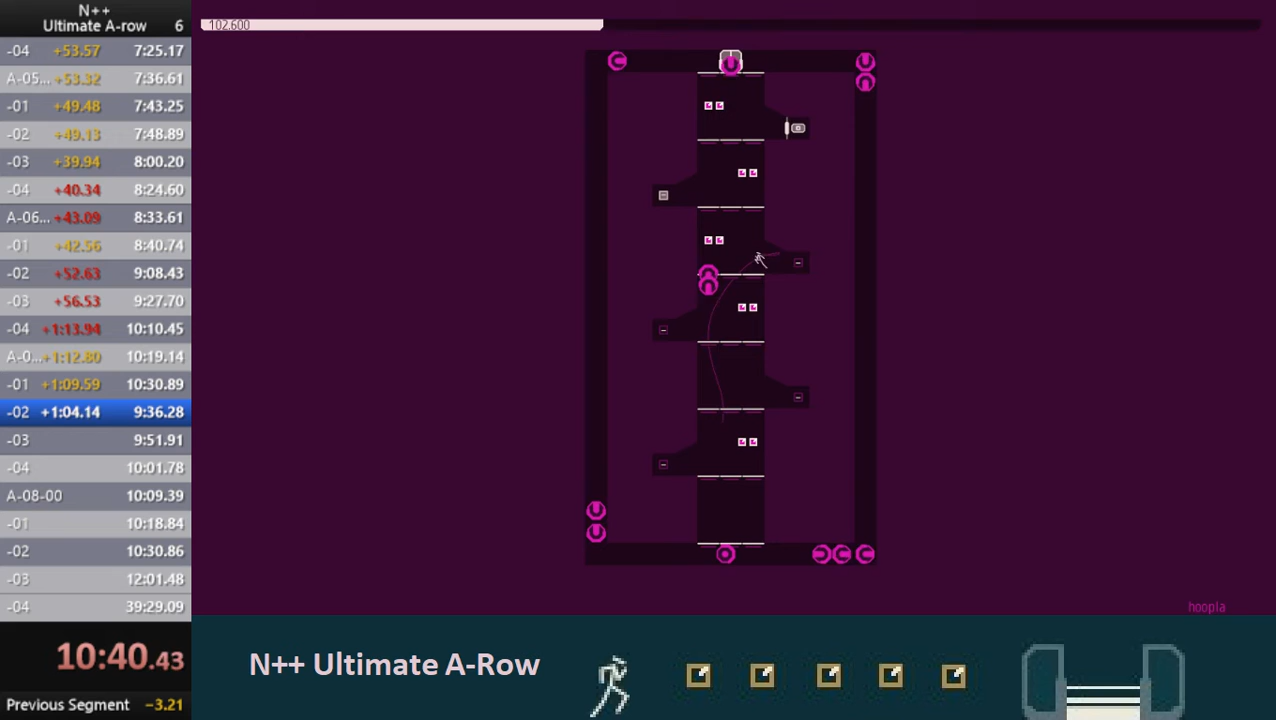 N++
Ultimate A-row 6
-04 +53.57 7:25.17
A-05... +53.32 7:36.61
-01 +49.48 7:43.25
-02 +49.13 7:48.89
-03 +39.94 8:00.20
-04 +40.34 8:24.60
A-06... +43.09 8:33.61
-01 +42.56 8:40.74
-02 +52.63 9:08.43
-03 +56.53 9:27.70
-04 +1:13.94 10:10.45
A-0... +1:12.80 10:19.14
-01 +1:09.59 10:30.89
-02 +1:04.14 9:36.28
-03 9:51.91
-04 10:01.78
A-08-00 10:09.39
-01 10:18.84
-02 10:30.86
-03 12:01.48
-04 39:29.09
10:40.43
Previous Segment -3.21
102.600
hoopla
N++ Ultimate A-Row